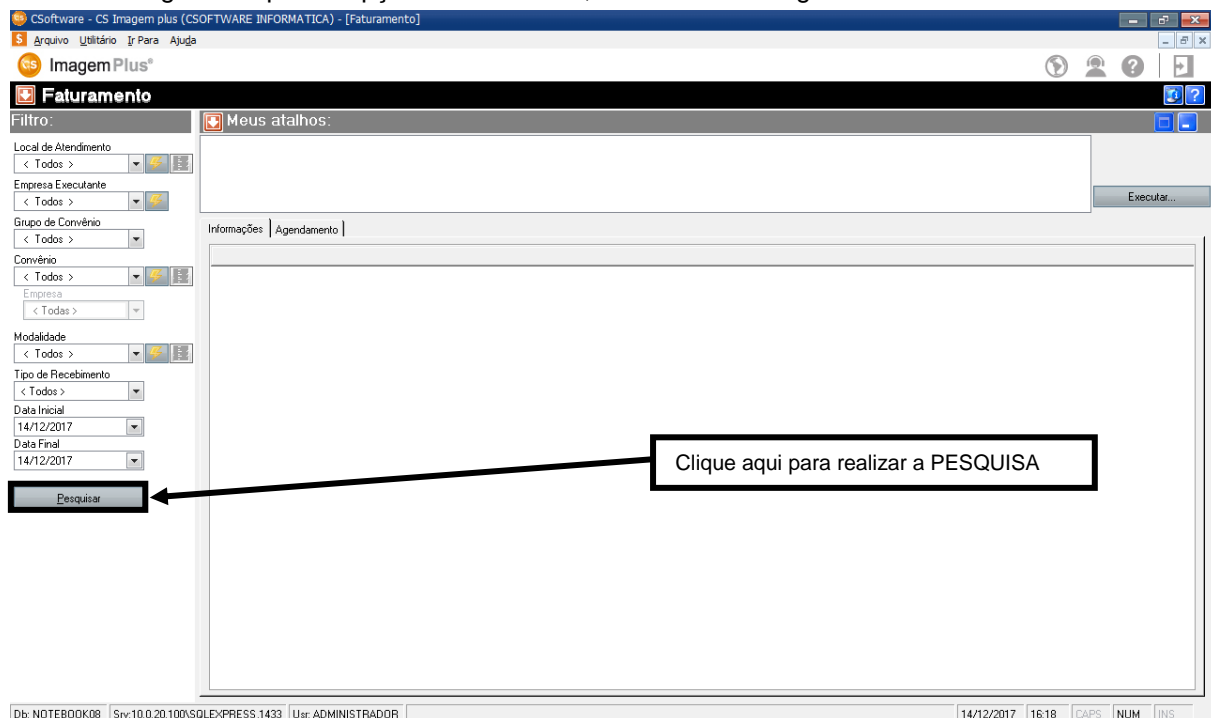 CSoftware - CS Imagem plus (CSOFTWARE INFORMATICA) - [Faturamento]
Arquivo Utilitário Ir Para Ajuda
CS ImagemPlus®
Faturamento
Filtro:
Meus atalhos:
Local de Atendimento
< Todos >
Empresa Executante
< Todos >
Executar...
Grupo de Convênio
< Todos >
Informações Agendamento
Convênio
< Todos >
Empresa
< Todas >
Modalidade
< Todos >
Tipo de Recebimento
< Todos >
Data Inicial
14/12/2017
Data Final
14/12/2017
Clique aqui para realizar a PESQUISA
Pesquisar
Db: NOTEBOOK08 Srv:10.0.20.100\SQLEXPRESS,1433 Usr: ADMINISTRADOR 14/12/2017 16:18 CAPS NUM INS